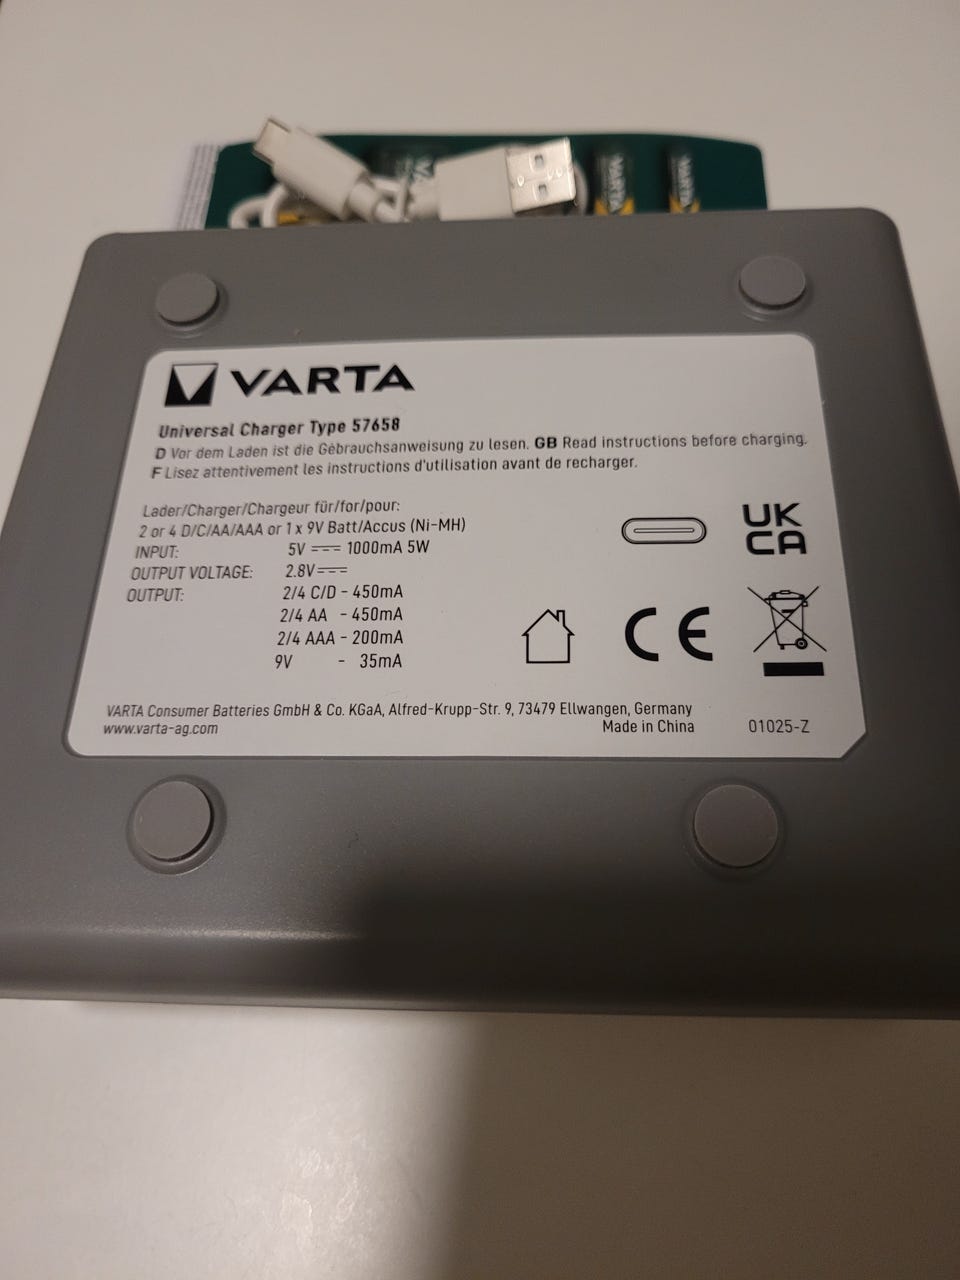 VARTA
VARTA
VARTA
Universal Charger Type 57658
D Vor dem Laden ist die Gebrauchsanweisung zu lesen. GB Read instructions before charging.
F Lisez attentivement les instructions d'utilisation avant de recharger.
Lader/Charger/Chargeur für/for/pour:
2 or 4 D/C/AA/AAA or 1 x 9V Batt/Accus (Ni-MH)
INPUT: 5V ⎓ 1000mA 5W
OUTPUT VOLTAGE: 2.8V ⎓
OUTPUT: 2/4 C/D - 450mA
2/4 AA - 450mA
2/4 AAA - 200mA
9V - 35mA
UK
CA
CE
VARTA Consumer Batteries GmbH & Co. KGaA, Alfred-Krupp-Str. 9, 73479 Ellwangen, Germany
www.varta-ag.com Made in China 01025-Z